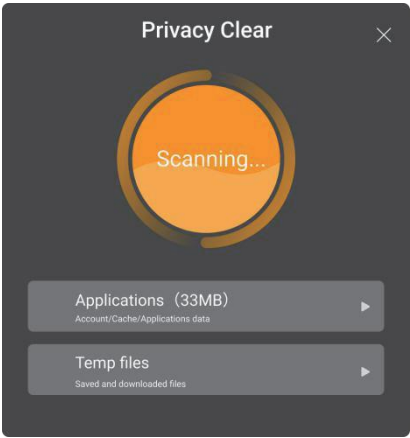 Privacy Clear
Scanning...
Applications（33MB）
Account/Cache/Applications data
Temp files
Saved and downloaded files